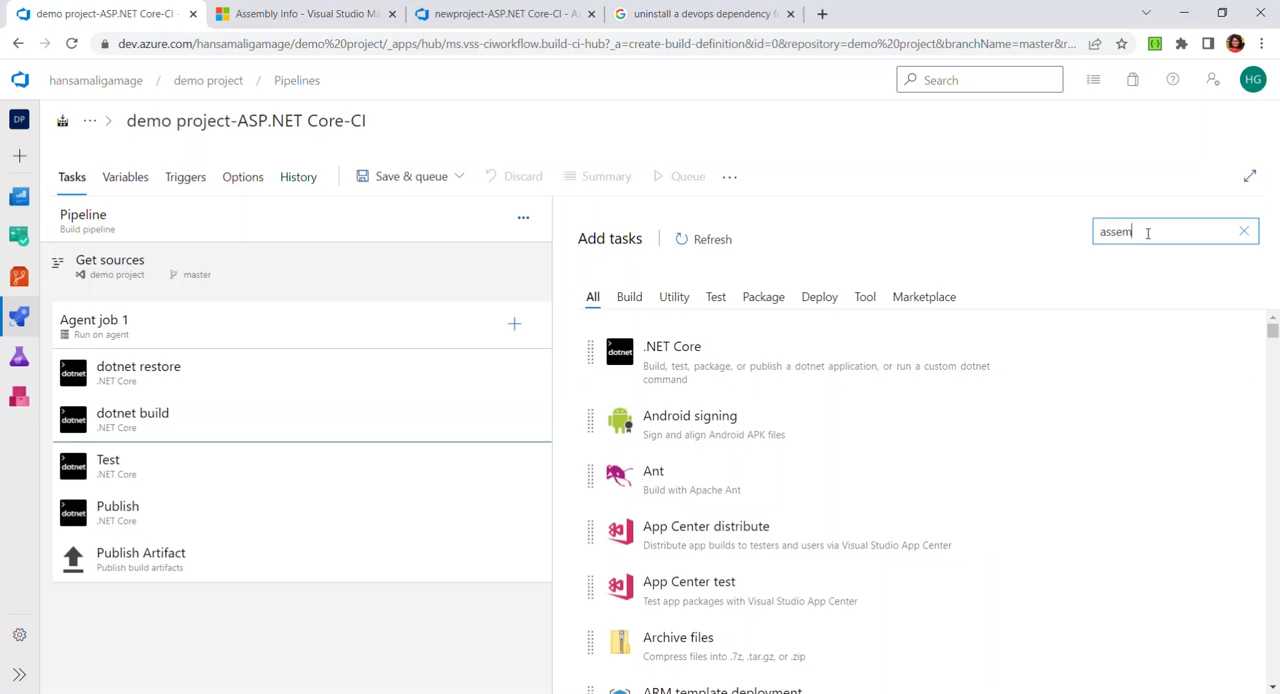 demo project-ASP.NET Core-CI -
Assembly Info - Visual Studio Ma
newproject-ASP.NET Core-CI - A
uninstall a devops dependency f
dev.azure.com/hansamaligamage/demo%20project/_apps/hub/ms.vss-ciworkflow.build-ci-hub?_a=create-build-definition&id=0&repository=demo%20project&branchName=master&r...
hansamaligamage / demo project / Pipelines
Search
HG
DP
... > demo project-ASP.NET Core-CI
Tasks Variables Triggers Options History Save & queue Discard Summary Queue ...
Pipeline
Build pipeline
...
Get sources
demo project master
Agent job 1
Run on agent
dotnet restore
.NET Core
dotnet
dotnet build
.NET Core
dotnet
Test
.NET Core
dotnet
Publish
.NET Core
dotnet
Publish Artifact
Publish build artifacts
Add tasks Refresh
assem
All Build Utility Test Package Deploy Tool Marketplace
.NET Core
dotnet
Build, test, package, or publish a dotnet application, or run a custom dotnet
command
Android signing
Sign and align Android APK files
Ant
Build with Apache Ant
App Center distribute
Distribute app builds to testers and users via Visual Studio App Center
App Center test
Test app packages with Visual Studio App Center
Archive files
Compress files into .7z, .tar.gz, or .zip
ARM template deployment